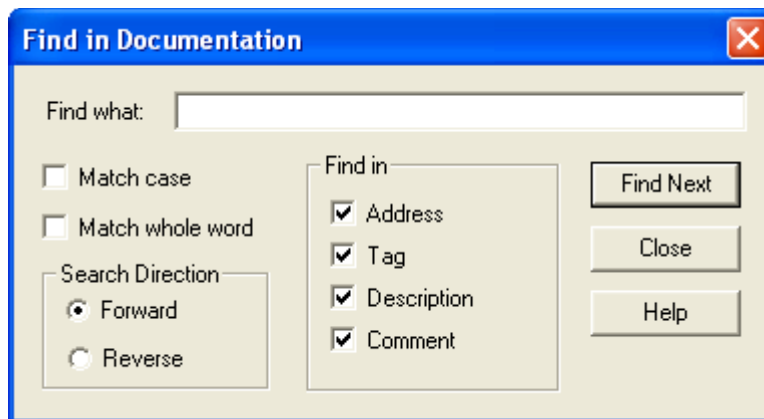 Find in Documentation
Find what:
Match case
Match whole word
Search Direction
Forward
Reverse
Find in
Address
Tag
Description
Comment
Find Next
Close
Help